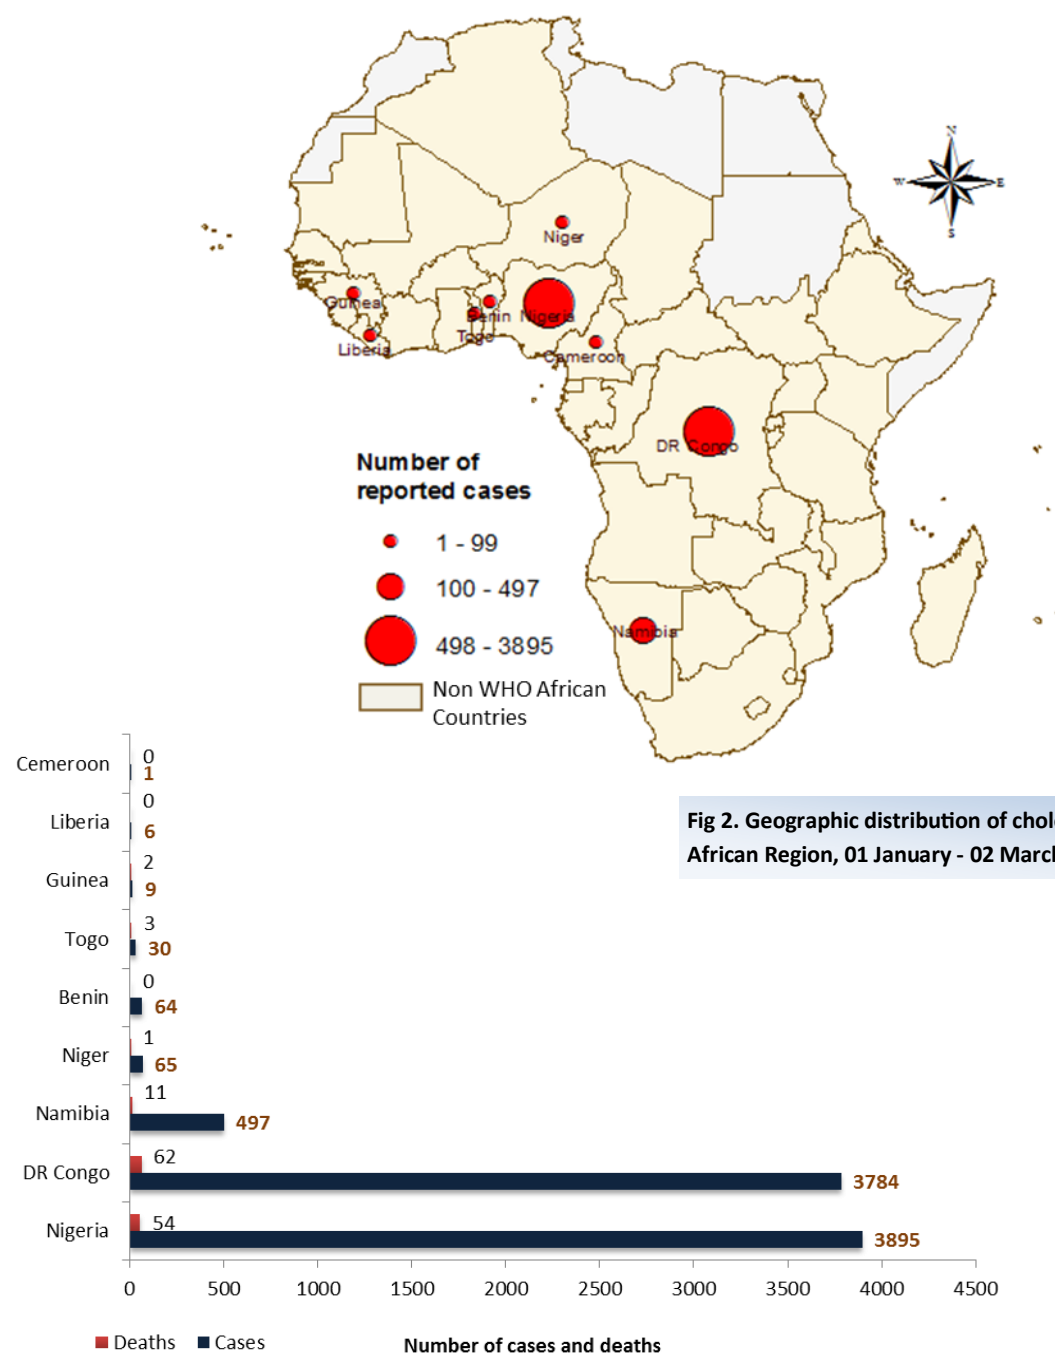 N
W
E
S
Niger
Guinea
Benin
Nigeria
Togo
Liberia
Cameroon
DR Congo
Namibia
Number of
reported cases
1 - 99
100 - 497
498 - 3895
Non WHO African
Countries
Cemeroon
0
1
Liberia
0
6
Guinea
2
9
Togo
3
30
Benin
0
64
Niger
1
65
Namibia
11
497
DR Congo
62
3784
Nigeria
54
3895
0 500 1000 1500 2000 2500 3000 3500 4000 4500
Deaths Cases
Number of cases and deaths
Fig 2. Geographic distribution of
African Region, 01 January - 02